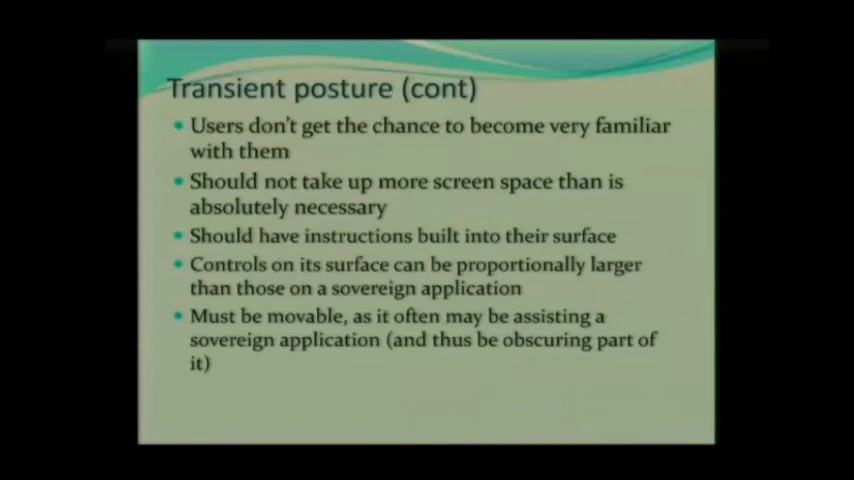 Transient posture (cont)
Users don't get the chance to become very familiar
with them
Should not take up more screen space than is
absolutely necessary
Should have instructions built into their surface
Controls on its surface can be proportionally larger
than those on a sovereign application
Must be movable, as it often may be assisting a
sovereign application (and thus be obscuring part of
it)